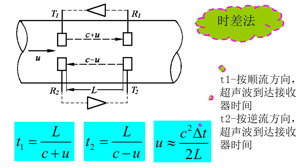 T₁
R₁
时差法
c+u
u
c−u
R₂
L
T₂
t1-按顺流方向，
超声波到达接收
器时间
t2-按逆流方向，
超声波到达接收
器时间
t₁ = L / (c+u)
t₂ = L / (c−u)
u ≈ c²Δt / 2L